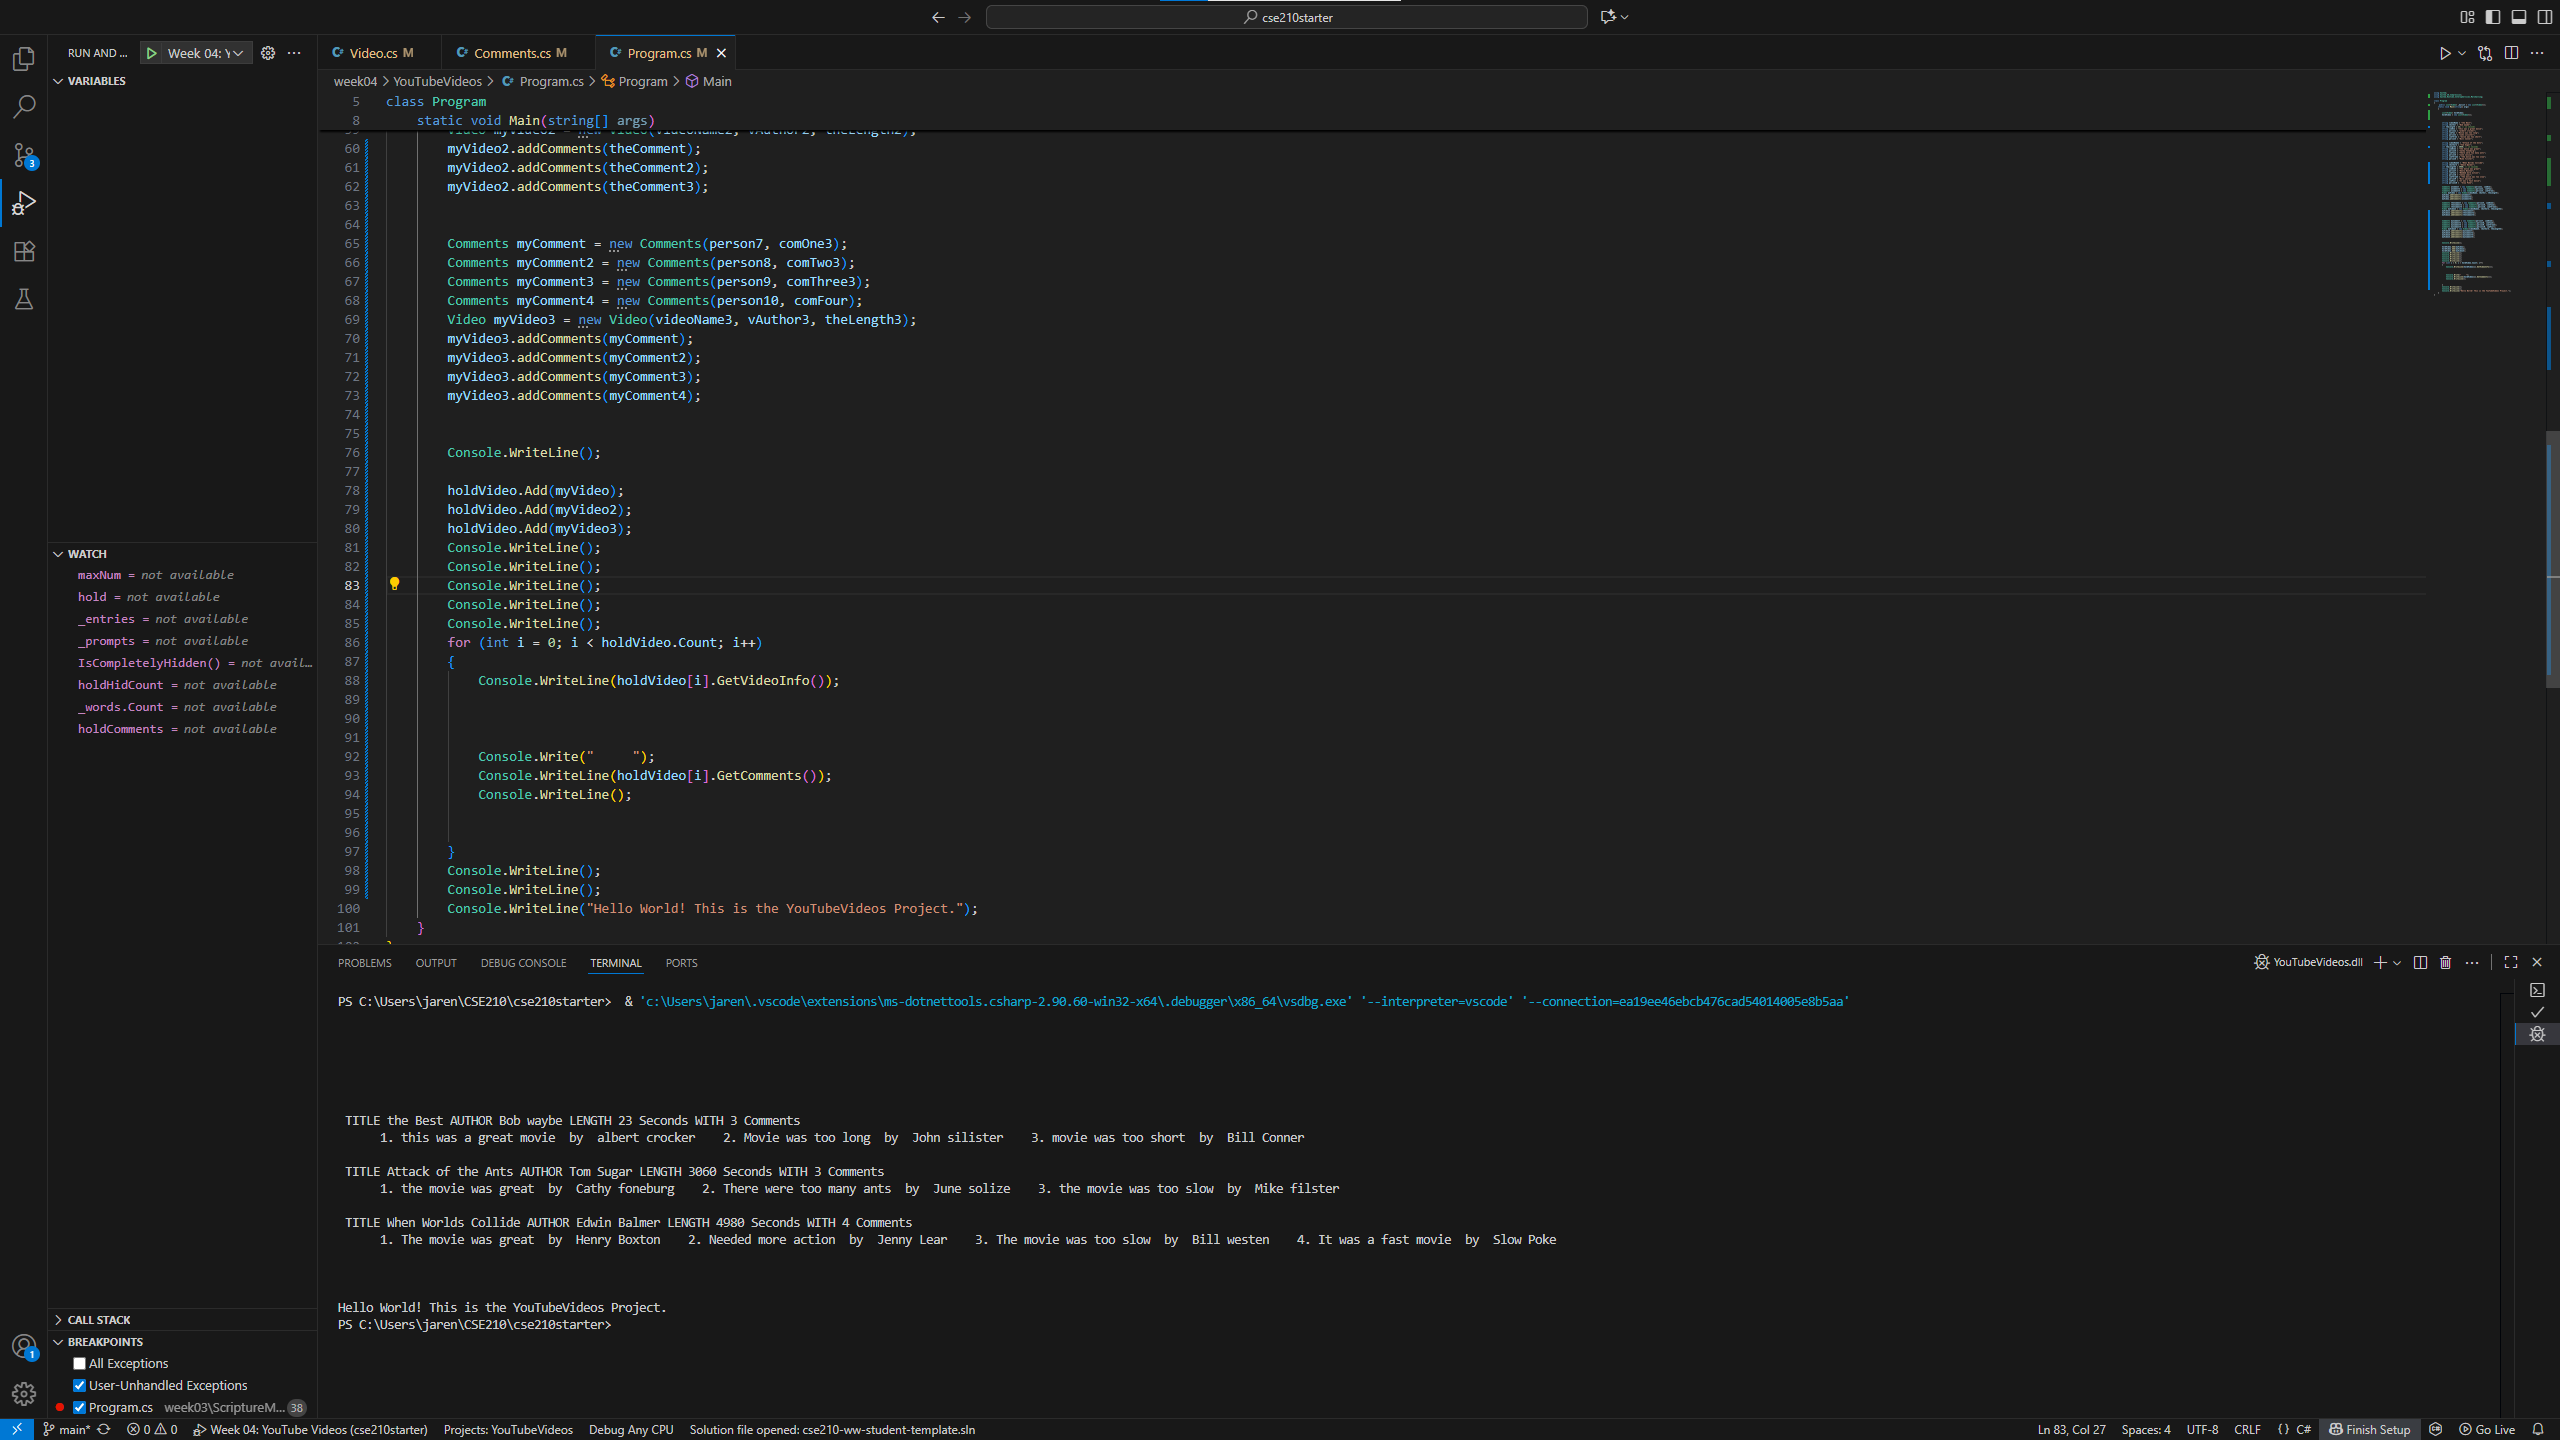 cse210starter
RUN AND ...
Week 04: Y
Video.cs M
Comments.cs M
Program.cs M
VARIABLES
week04 > YouTubeVideos > Program.cs > Program > Main
5 class Program
8 static void Main(string[] args)
Video myVideo2 = new Video(videoName2, vAuthor2, theLength2);
60 myVideo2.addComments(theComment);
61 myVideo2.addComments(theComment2);
62 myVideo2.addComments(theComment3);
63
64
65 Comments myComment = new Comments(person7, comOne3);
66 Comments myComment2 = new Comments(person8, comTwo3);
67 Comments myComment3 = new Comments(person9, comThree3);
68 Comments myComment4 = new Comments(person10, comFour);
69 Video myVideo3 = new Video(videoName3, vAuthor3, theLength3);
70 myVideo3.addComments(myComment);
71 myVideo3.addComments(myComment2);
72 myVideo3.addComments(myComment3);
73 myVideo3.addComments(myComment4);
74
75
76 Console.WriteLine();
77
78 holdVideo.Add(myVideo);
79 holdVideo.Add(myVideo2);
80 holdVideo.Add(myVideo3);
81 Console.WriteLine();
82 Console.WriteLine();
83 Console.WriteLine();
84 Console.WriteLine();
85 Console.WriteLine();
86 for (int i = 0; i < holdVideo.Count; i++)
87 {
88 Console.WriteLine(holdVideo[i].GetVideoInfo());
89
90
91
92 Console.Write("     ");
93 Console.WriteLine(holdVideo[i].GetComments());
94 Console.WriteLine();
95
96
97 }
98 Console.WriteLine();
99 Console.WriteLine();
100 Console.WriteLine("Hello World! This is the YouTubeVideos Project.");
101 }
WATCH
maxNum = not available
hold = not available
_entries = not available
_prompts = not available
IsCompletelyHidden() = not avail...
holdHidCount = not available
_words.Count = not available
holdComments = not available
PROBLEMS OUTPUT DEBUG CONSOLE TERMINAL PORTS
YouTubeVideos.dll
PS C:\Users\jaren\CSE210\cse210starter>  & 'c:\Users\jaren\.vscode\extensions\ms-dotnettools.csharp-2.90.60-win32-x64\.debugger\x86_64\vsdbg.exe' '--interpreter=vscode' '--connection=ea19ee46ebcb476cad54014005e8b5aa'
TITLE the Best AUTHOR Bob waybe LENGTH 23 Seconds WITH 3 Comments
1. this was a great movie  by  albert crocker    2. Movie was too long  by  John silister    3. movie was too short  by  Bill Conner
TITLE Attack of the Ants AUTHOR Tom Sugar LENGTH 3060 Seconds WITH 3 Comments
1. the movie was great  by  Cathy foneburg    2. There were too many ants  by  June solize    3. the movie was too slow  by  Mike filster
TITLE When Worlds Collide AUTHOR Edwin Balmer LENGTH 4980 Seconds WITH 4 Comments
1. The movie was great  by  Henry Boxton    2. Needed more action  by  Jenny Lear    3. The movie was too slow  by  Bill westen    4. It was a fast movie  by  Slow Poke
Hello World! This is the YouTubeVideos Project.
PS C:\Users\jaren\CSE210\cse210starter>
CALL STACK
BREAKPOINTS
All Exceptions
User-Unhandled Exceptions
Program.cs week03\ScriptureM... 38
3
1
main* 0 0 Week 04: YouTube Videos (cse210starter) Projects: YouTubeVideos Debug Any CPU Solution file opened: cse210-ww-student-template.sln
Ln 83, Col 27 Spaces: 4 UTF-8 CRLF {} C# Finish Setup Go Live